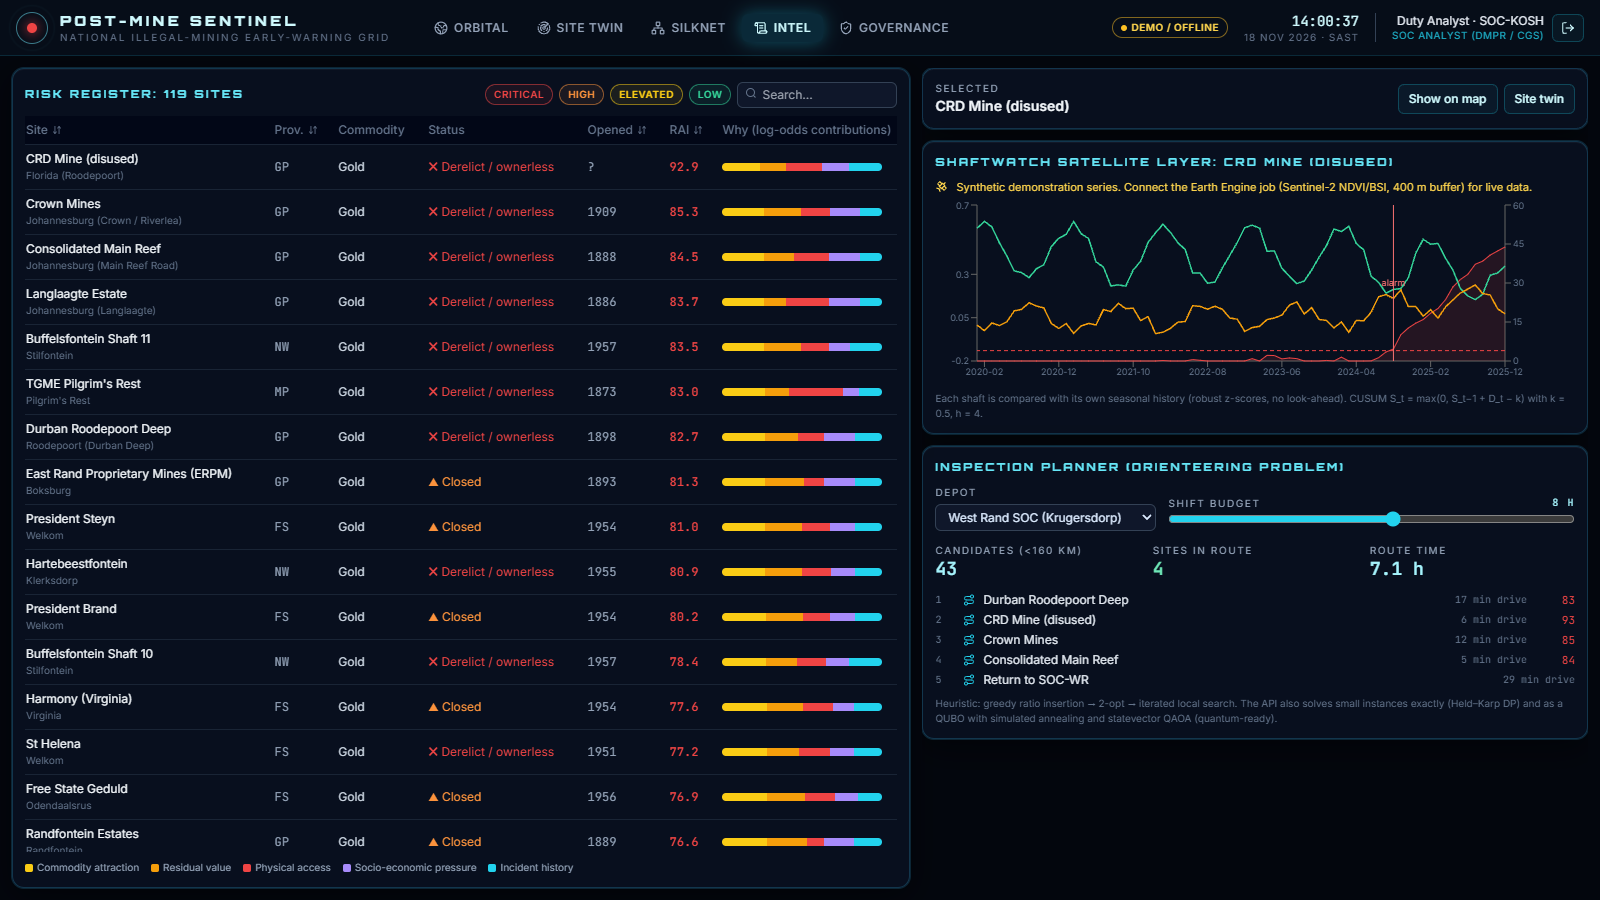 POST-MINE SENTINEL
NATIONAL ILLEGAL-MINING EARLY-WARNING GRID
ORBITAL
SITE TWIN
SILKNET
INTEL
GOVERNANCE
DEMO / OFFLINE
14:00:37
18 NOV 2026 · SAST
Duty Analyst · SOC-KOSH
SOC ANALYST (DMPR / CGS)
RISK REGISTER: 119 SITES
CRITICAL
HIGH
ELEVATED
LOW
Search...
Site Prov. Commodity Status Opened RAI Why (log-odds contributions)
CRD Mine (disused) GP Gold Derelict / ownerless ? 92.9
Florida (Roodepoort)
Crown Mines GP Gold Derelict / ownerless 1909 85.3
Johannesburg (Crown / Riverlea)
Consolidated Main Reef GP Gold Derelict / ownerless 1888 84.5
Johannesburg (Main Reef Road)
Langlaagte Estate GP Gold Derelict / ownerless 1886 83.7
Johannesburg (Langlaagte)
Buffelsfontein Shaft 11 NW Gold Derelict / ownerless 1957 83.5
Stilfontein
TGME Pilgrim's Rest MP Gold Derelict / ownerless 1873 83.0
Pilgrim's Rest
Durban Roodepoort Deep GP Gold Derelict / ownerless 1898 82.7
Roodepoort (Durban Deep)
East Rand Proprietary Mines (ERPM) GP Gold Closed 1893 81.3
Boksburg
President Steyn FS Gold Closed 1954 81.0
Welkom
Hartebeestfontein NW Gold Derelict / ownerless 1955 80.9
Klerksdorp
President Brand FS Gold Closed 1954 80.2
Welkom
Buffelsfontein Shaft 10 NW Gold Derelict / ownerless 1957 78.4
Stilfontein
Harmony (Virginia) FS Gold Closed 1954 77.6
Virginia
St Helena FS Gold Derelict / ownerless 1951 77.2
Welkom
Free State Geduld FS Gold Closed 1956 76.9
Odendaalsrus
Randfontein Estates GP Gold Closed 1889 76.6
Randfontein
Commodity attraction Residual value Physical access Socio-economic pressure Incident history
SELECTED
CRD Mine (disused)
Show on map
Site twin
SHAFTWATCH SATELLITE LAYER: CRD MINE (DISUSED)
Synthetic demonstration series. Connect the Earth Engine job (Sentinel-2 NDVI/BSI, 400 m buffer) for live data.
0.7 60
45
0.3 alarm 30
0.05 15
-0.2 0
2020-02 2020-12 2021-10 2022-08 2023-06 2024-04 2025-02 2025-12
Each shaft is compared with its own seasonal history (robust z-scores, no look-ahead). CUSUM S_t = max(0, S_t−1 + D_t − k) with k =
0.5, h = 4.
INSPECTION PLANNER (ORIENTEERING PROBLEM)
DEPOT
West Rand SOC (Krugersdorp)
SHIFT BUDGET 8 H
CANDIDATES (<160 KM) SITES IN ROUTE ROUTE TIME
43 4 7.1 h
1 Durban Roodepoort Deep 17 min drive 83
2 CRD Mine (disused) 6 min drive 93
3 Crown Mines 12 min drive 85
4 Consolidated Main Reef 5 min drive 84
5 Return to SOC-WR 29 min drive
Heuristic: greedy ratio insertion → 2-opt → iterated local search. The API also solves small instances exactly (Held–Karp DP) and as a
QUBO with simulated annealing and statevector QAOA (quantum-ready).